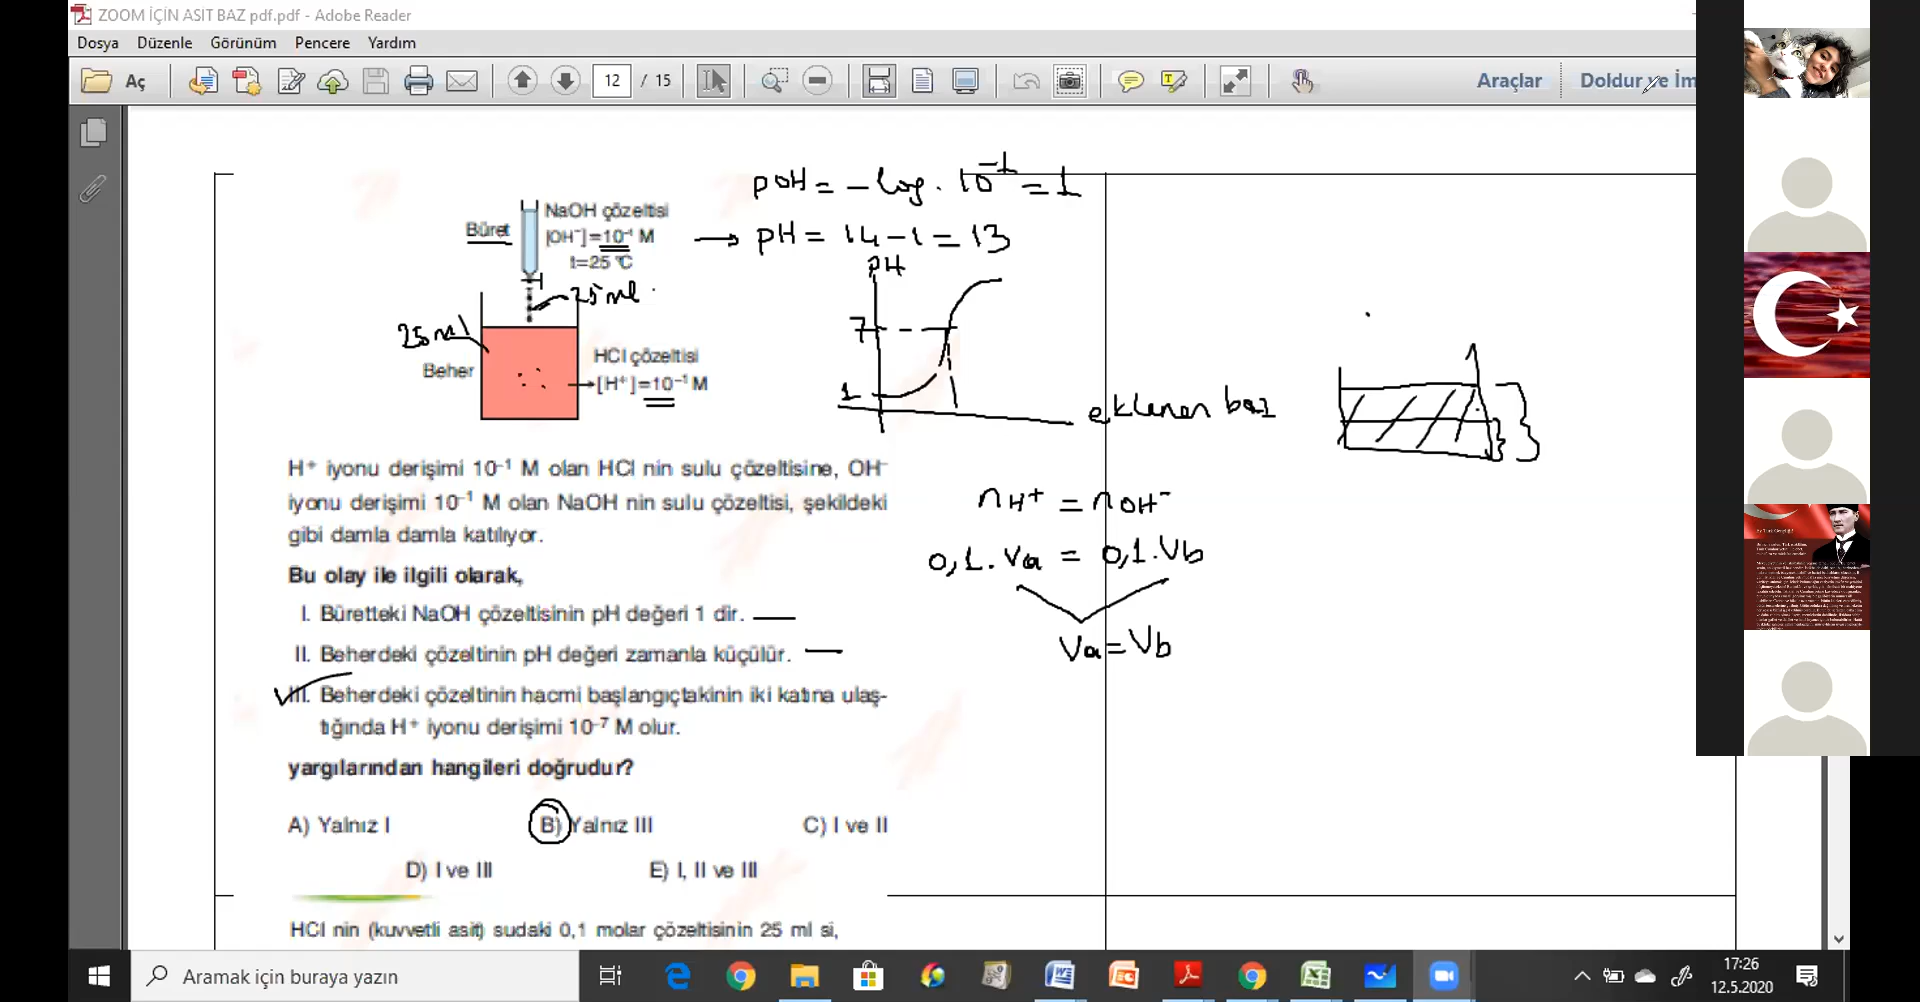 ZOOM İÇİN ASİT BAZ pdf.pdf - Adobe Reader
Dosya Düzenle Görünüm Pencere Yardım
Aç 12 / 15 Araçlar Doldur ve İm
pOH = -log. 10⁻¹ = 1
NaOH çözeltisi
Büret [OH⁻]=10⁻¹ M → pH = 14-1 = 13
t=25 °C
pH
25 ml
7
25 ml
HCl çözeltisi
Beher [H⁺]=10⁻¹ M
1
eklenen baz
H⁺ iyonu derişimi 10⁻¹ M olan HCl nin sulu çözeltisine, OH⁻
iyonu derişimi 10⁻¹ M olan NaOH nin sulu çözeltisi, şekildeki
gibi damla damla katılıyor.
nH⁺ = nOH⁻
0,1.Va = 0,1.Vb
Va=Vb
Bu olay ile ilgili olarak,
I. Büretteki NaOH çözeltisinin pH değeri 1 dir.
II. Beherdeki çözeltinin pH değeri zamanla küçülür.
III. Beherdeki çözeltinin hacmi başlangıçtakinin iki katına ulaş-
tığında H⁺ iyonu derişimi 10⁻⁷ M olur.
yargılarından hangileri doğrudur?
A) Yalnız I B) Yalnız III C) I ve II
D) I ve III E) I, II ve III
HCl nin (kuvvetli asit) sudaki 0,1 molar çözeltisinin 25 ml si,
Aramak için buraya yazın
17:26
12.5.2020